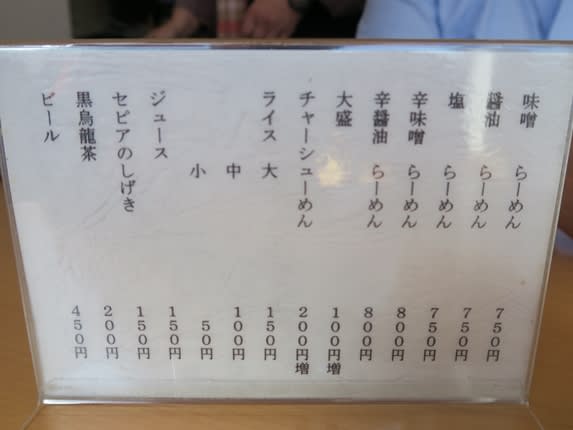 味噌 らーめん 750円
醤油 らーめん 750円
塩 らーめん 750円
辛味噌 らーめん 800円
辛醤油 らーめん 800円
大盛 100円増
チャーシューめん 200円増
ライス 大 150円
中 100円
小 50円
ジュース 150円
セピアのしげき 150円
黒烏龍茶 200円
ビール 450円